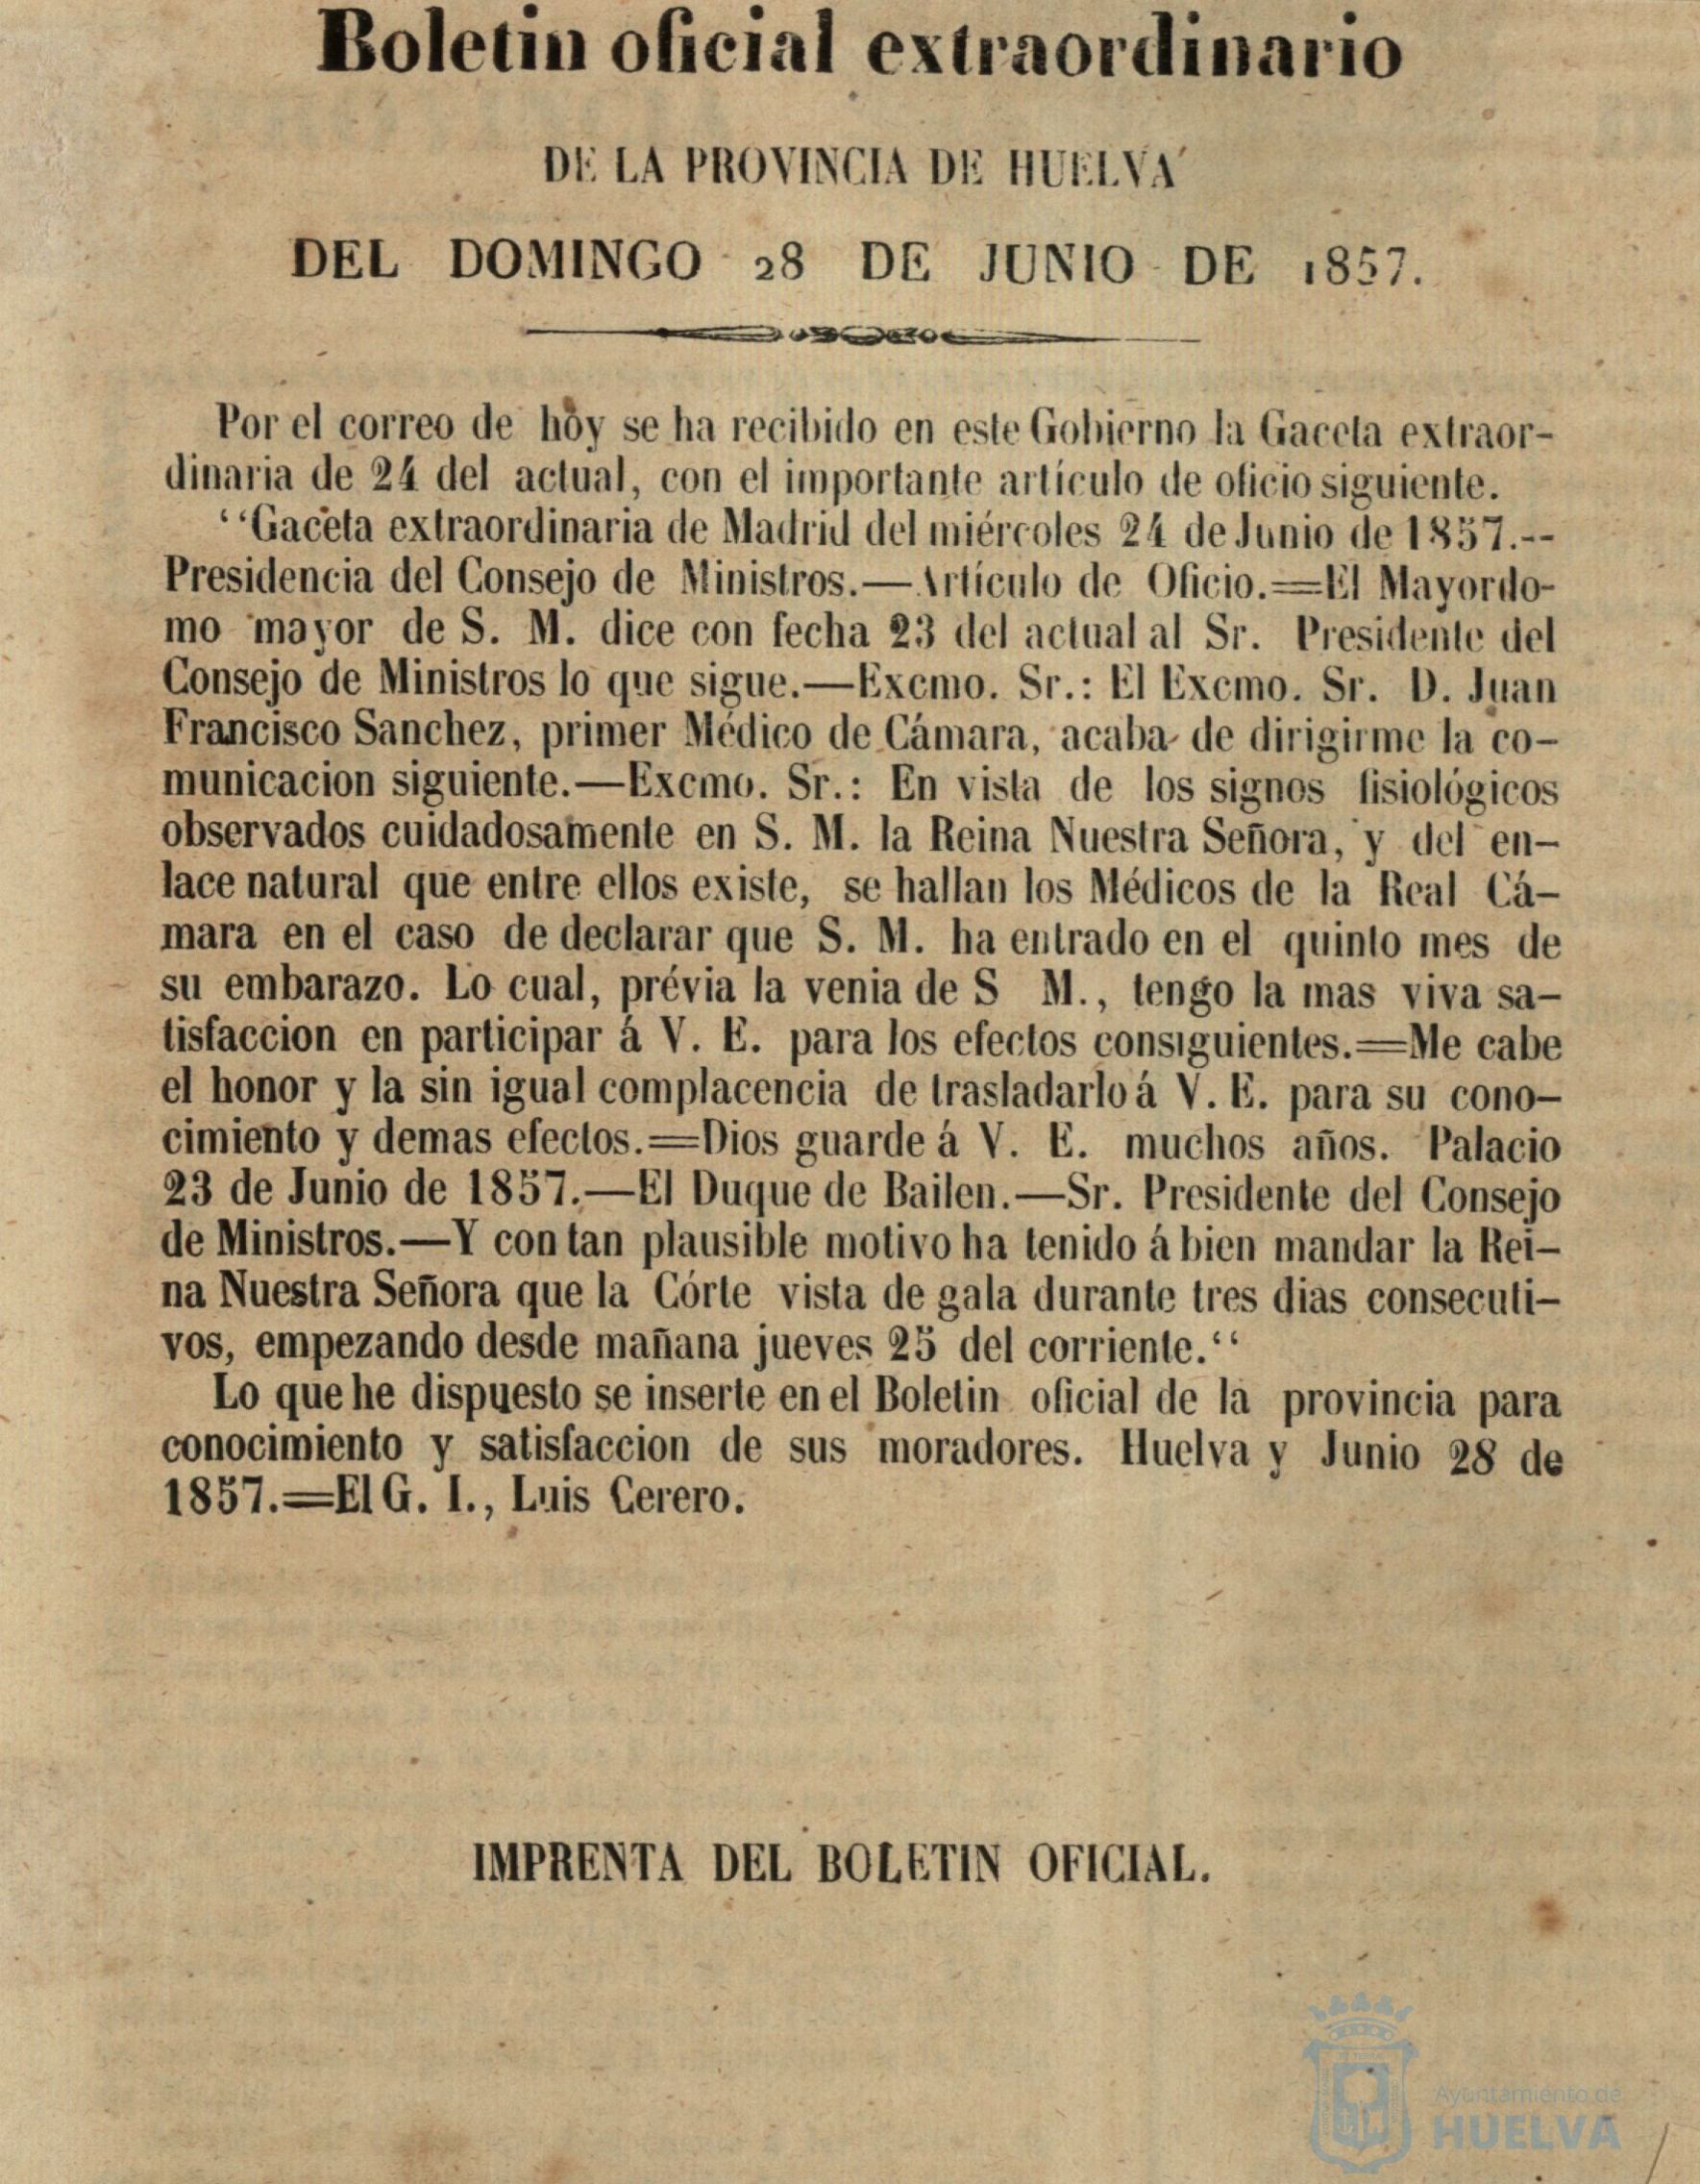 Boletin oficial extraordinario
DE LA PROVINCIA DE HUELVA
DEL DOMINGO 28 DE JUNIO DE 1857.
Por el correo de hoy se ha recibido en este Gobierno la Gaceta extraor-
dinaria de 24 del actual, con el importante artículo de oficio siguiente.
‘‘Gaceta extraordinaria de Madrid del miércoles 24 de Junio de 1857.--
Presidencia del Consejo de Ministros.—Artículo de Oficio.=El Mayordo-
mo mayor de S. M. dice con fecha 23 del actual al Sr. Presidente del
Consejo de Ministros lo que sigue.—Excmo. Sr.: El Excmo. Sr. D. Juan
Francisco Sanchez, primer Médico de Cámara, acaba de dirigirme la co-
municacion siguiente.—Excmo. Sr.: En vista de los signos fisiológicos
observados cuidadosamente en S. M. la Reina Nuestra Señora, y del en-
lace natural que entre ellos existe, se hallan los Médicos de la Real Cá-
mara en el caso de declarar que S. M. ha entrado en el quinto mes de
su embarazo. Lo cual, prévia la venia de S M., tengo la mas viva sa-
tisfaccion en participar á V. E. para los efectos consiguientes.=Me cabe
el honor y la sin igual complacencia de trasladarlo á V. E. para su cono-
cimiento y demas efectos.=Dios guarde á V. E. muchos años. Palacio
23 de Junio de 1857.—El Duque de Bailen.—Sr. Presidente del Consejo
de Ministros.—Y con tan plausible motivo ha tenido á bien mandar la Rei-
na Nuestra Señora que la Córte vista de gala durante tres dias consecuti-
vos, empezando desde mañana jueves 25 del corriente.‘‘
Lo que he dispuesto se inserte en el Boletin oficial de la provincia para
conocimiento y satisfaccion de sus moradores. Huelva y Junio 28 de
1857.=El G. I., Luis Cerero.
IMPRENTA DEL BOLETIN OFICIAL.
Ayuntamiento de
HUELVA